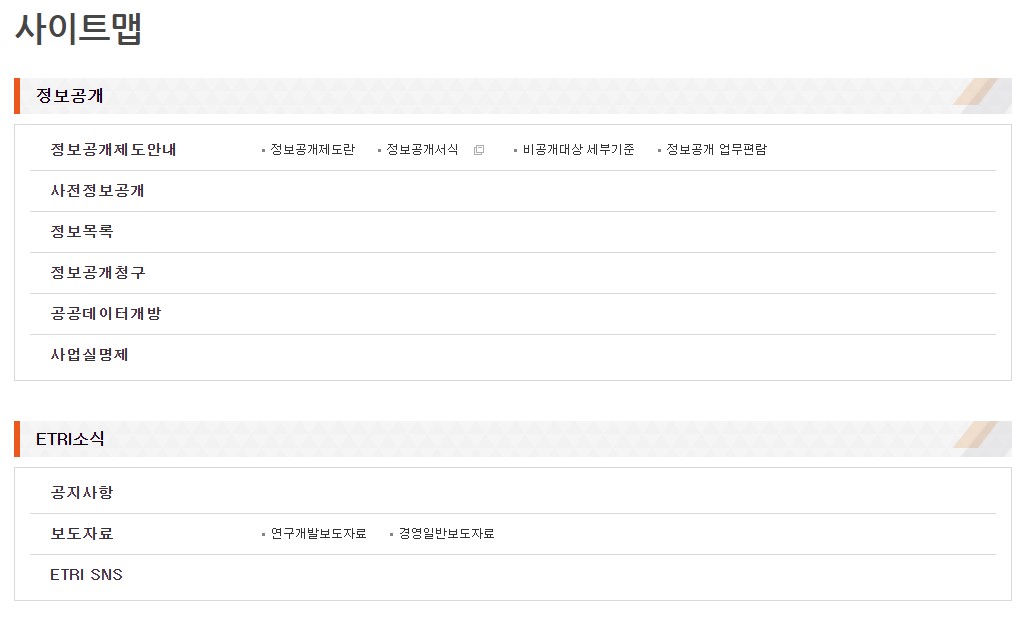 사이트맵
정보공개
정보공개제도안내 ▪ 정보공개제도란 ▪ 정보공개서식 ▪ 비공개대상 세부기준 ▪ 정보공개 업무편람
사전정보공개
정보목록
정보공개청구
공공데이터개방
사업실명제
ETRI소식
공지사항
보도자료 ▪ 연구개발보도자료 ▪ 경영일반보도자료
ETRI SNS